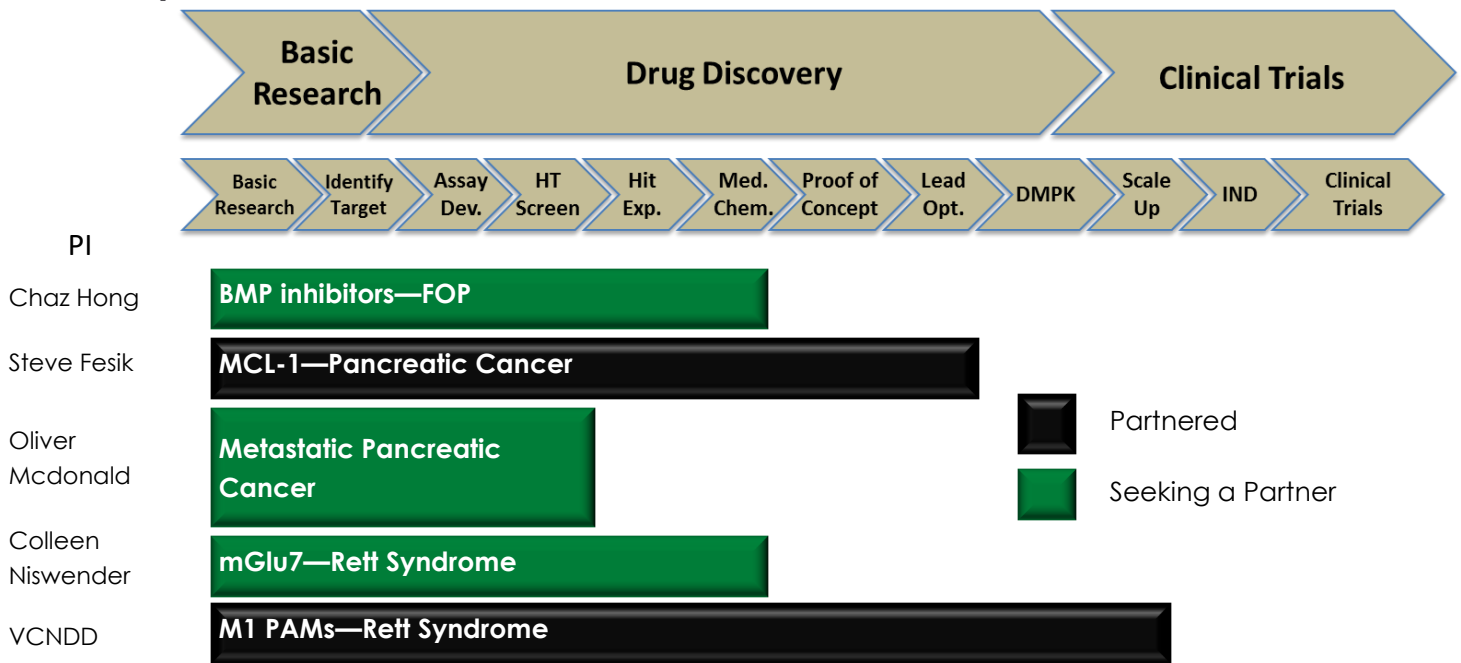 Basic
Research
Drug Discovery
Clinical Trials
Basic
Research
Identify
Target
Assay
Dev.
HT
Screen
Hit
Exp.
Med.
Chem.
Proof of
Concept
Lead
Opt.
DMPK
Scale
Up
IND
Clinical
Trials
PI
Chaz Hong
BMP inhibitors—FOP
Steve Fesik
MCL-1—Pancreatic Cancer
Oliver
Mcdonald
Metastatic Pancreatic
Cancer
Partnered
Seeking a Partner
Colleen
Niswender
mGlu7—Rett Syndrome
VCNDD
M1 PAMs—Rett Syndrome